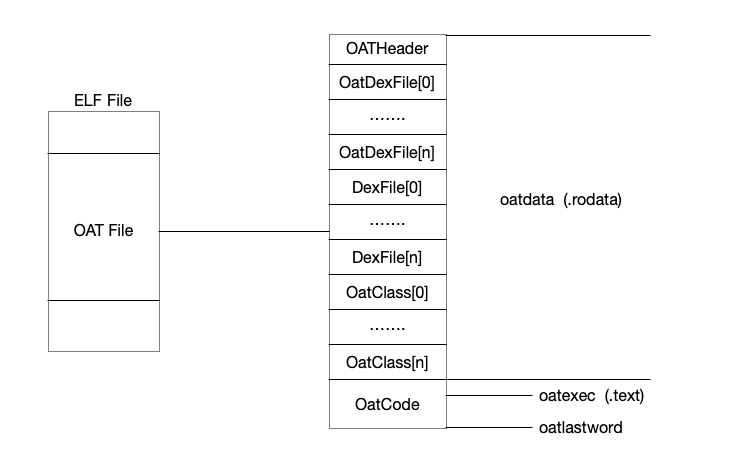 ELF File
OAT File
OATHeader
OatDexFile[0]
.......
OatDexFile[n]
DexFile[0]
.......
DexFile[n]
OatClass[0]
.......
OatClass[n]
OatCode
oatdata (.rodata)
oatexec (.text)
oatlastword